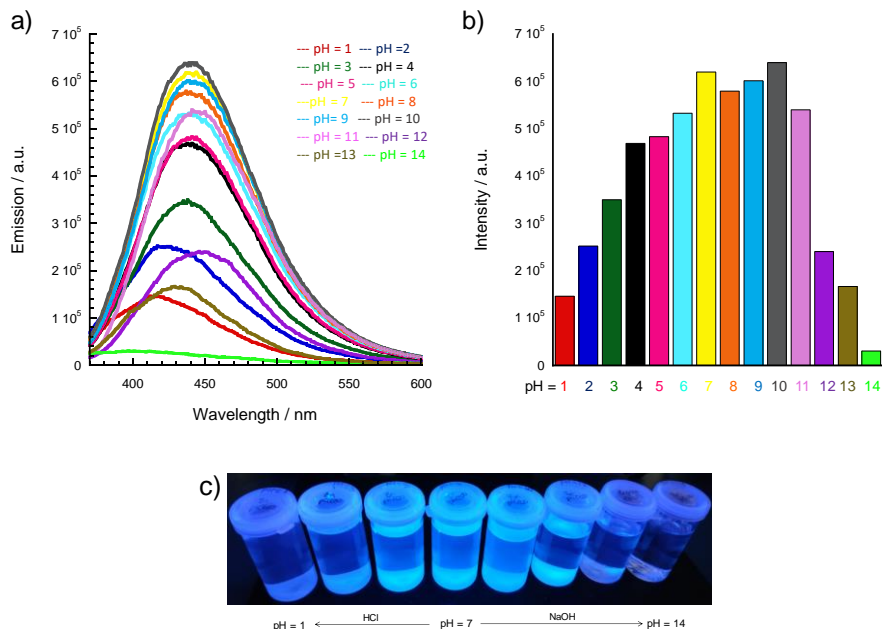 a)
7 10⁵
6 10⁵
5 10⁵
4 10⁵
3 10⁵
2 10⁵
1 10⁵
0
Emission / a.u.
400 450 500 550 600
Wavelength / nm
--- pH = 1 --- pH =2
--- pH = 3 --- pH = 4
--- pH = 5 --- pH = 6
--- pH = 7 --- pH = 8
--- pH = 9 --- pH = 10
--- pH = 11 --- pH = 12
--- pH = 13 --- pH = 14
b)
7 10⁵
6 10⁵
5 10⁵
4 10⁵
3 10⁵
2 10⁵
1 10⁵
0
Intensity / a.u.
pH = 1 2 3 4 5 6 7 8 9 10 11 12 13 14
c)
HCl NaOH
pH = 1 pH = 7 pH = 14